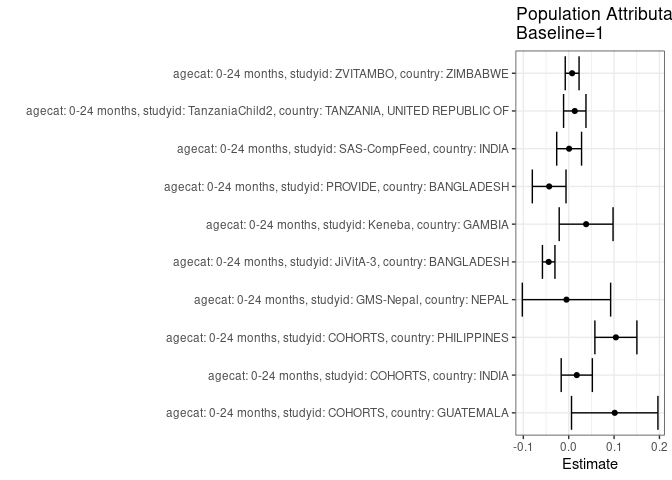 Population Attributa
Baseline=1
agecat: 0-24 months, studyid: ZVITAMBO, country: ZIMBABWE
agecat: 0-24 months, studyid: TanzaniaChild2, country: TANZANIA, UNITED REPUBLIC OF
agecat: 0-24 months, studyid: SAS-CompFeed, country: INDIA
agecat: 0-24 months, studyid: PROVIDE, country: BANGLADESH
agecat: 0-24 months, studyid: Keneba, country: GAMBIA
agecat: 0-24 months, studyid: JiVitA-3, country: BANGLADESH
agecat: 0-24 months, studyid: GMS-Nepal, country: NEPAL
agecat: 0-24 months, studyid: COHORTS, country: PHILIPPINES
agecat: 0-24 months, studyid: COHORTS, country: INDIA
agecat: 0-24 months, studyid: COHORTS, country: GUATEMALA
-0.1 0.0 0.1 0.2
Estimate